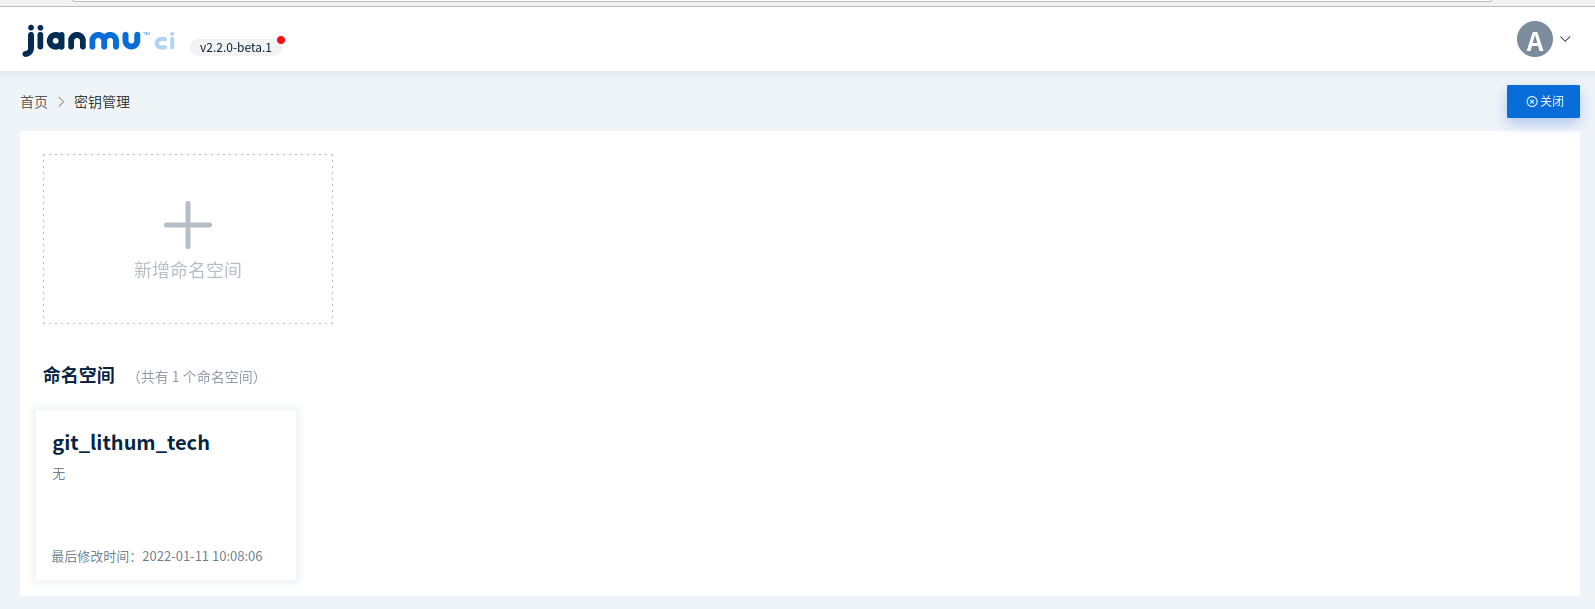 jianmu™ ci v2.2.0-beta.1 A
首页 > 密钥管理 关闭
新增命名空间
命名空间 （共有 1 个命名空间）
git_lithum_tech
无
最后修改时间：2022-01-11 10:08:06